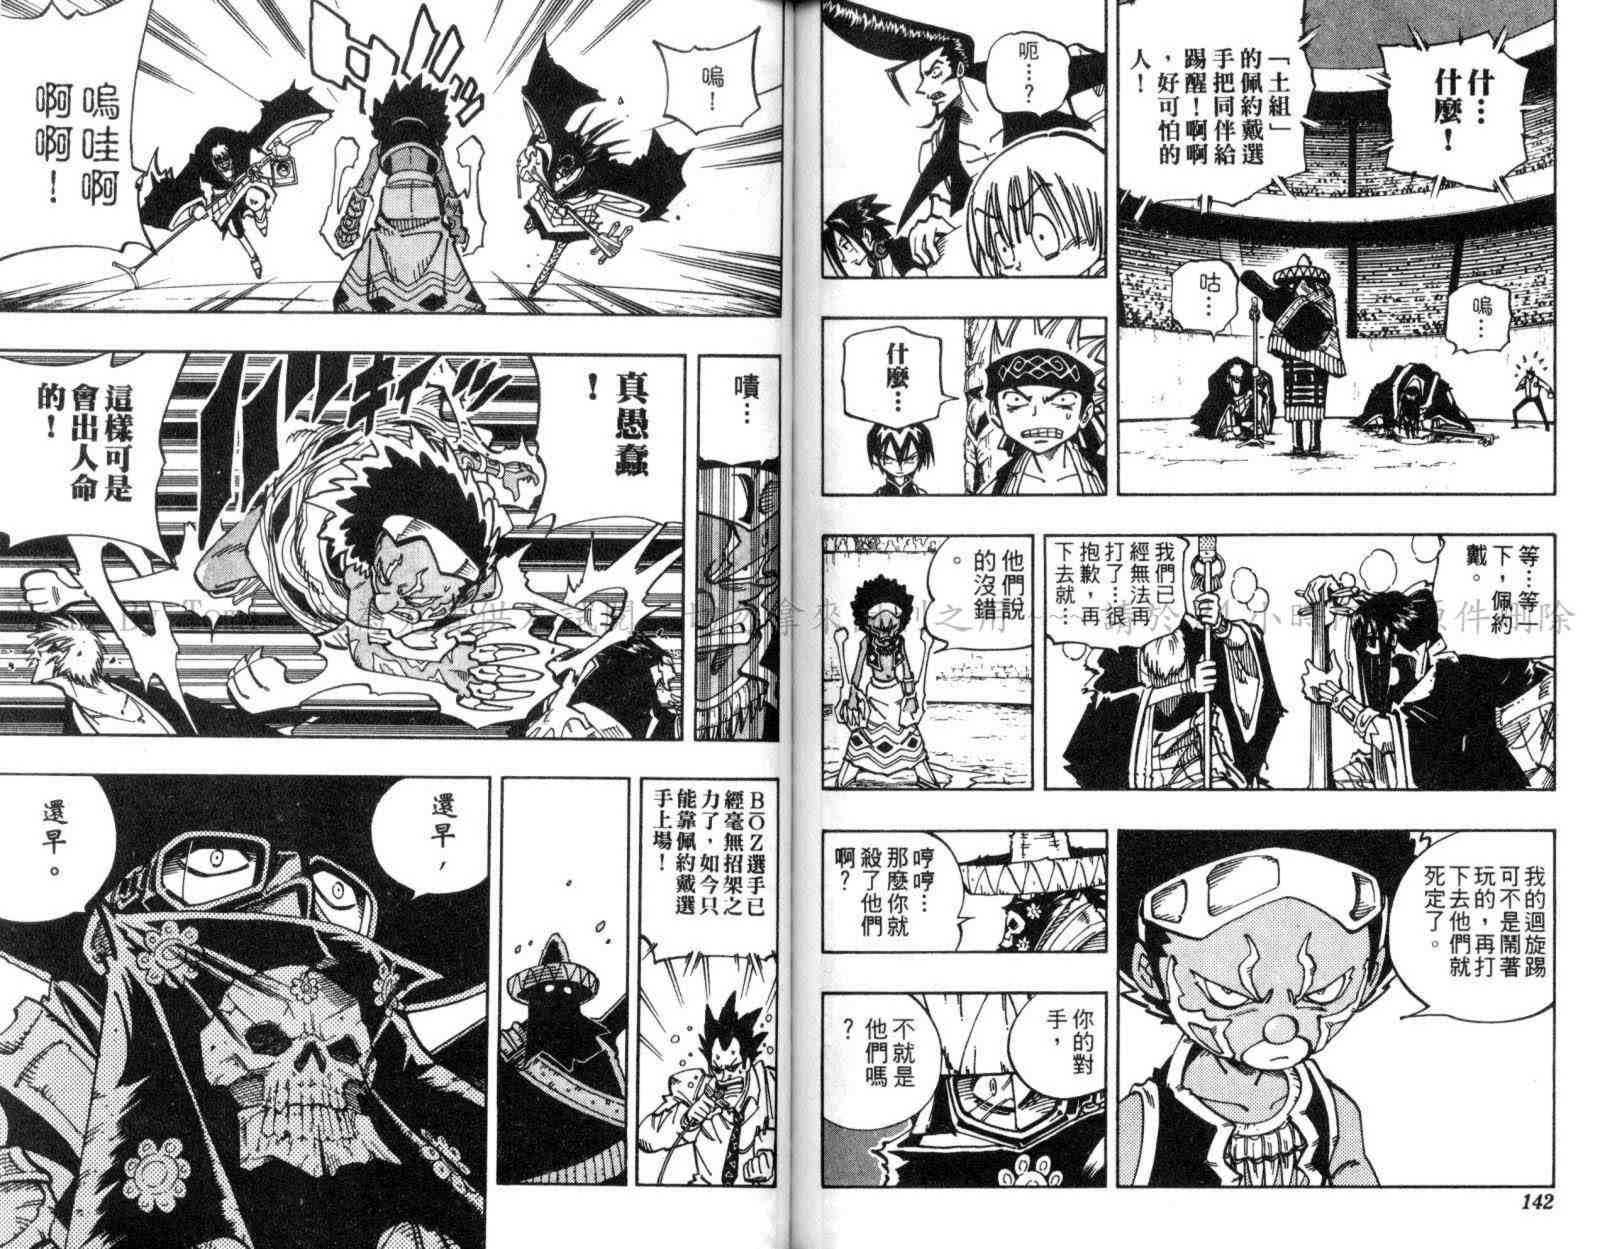 什…
什麼！
「土組」
的佩約戴選
手把同伴給
踢醒！啊啊
，好可怕的
人！
嗚…
咕…
呃…？
什麼…
等…等一
下，佩約
戴。
我們已
經無法再
打了…很
抱歉，再
下去就…
他們說
的沒錯
。
我的迴旋踢
可不是鬧著
玩的，再打
下去他們就
死定了。
哼哼…
那麼你就
殺了他們
啊？
你的對
手，
不就是
他們嗎
？
142
嗚！
バババッ
嗚哇啊
啊啊！
嘖…
真愚蠢
！
這樣可是
會出人命
的！
BOZ選手已
經毫無招架之
力了，如今只
能靠佩約戴選
手上場！
還早，
還早。